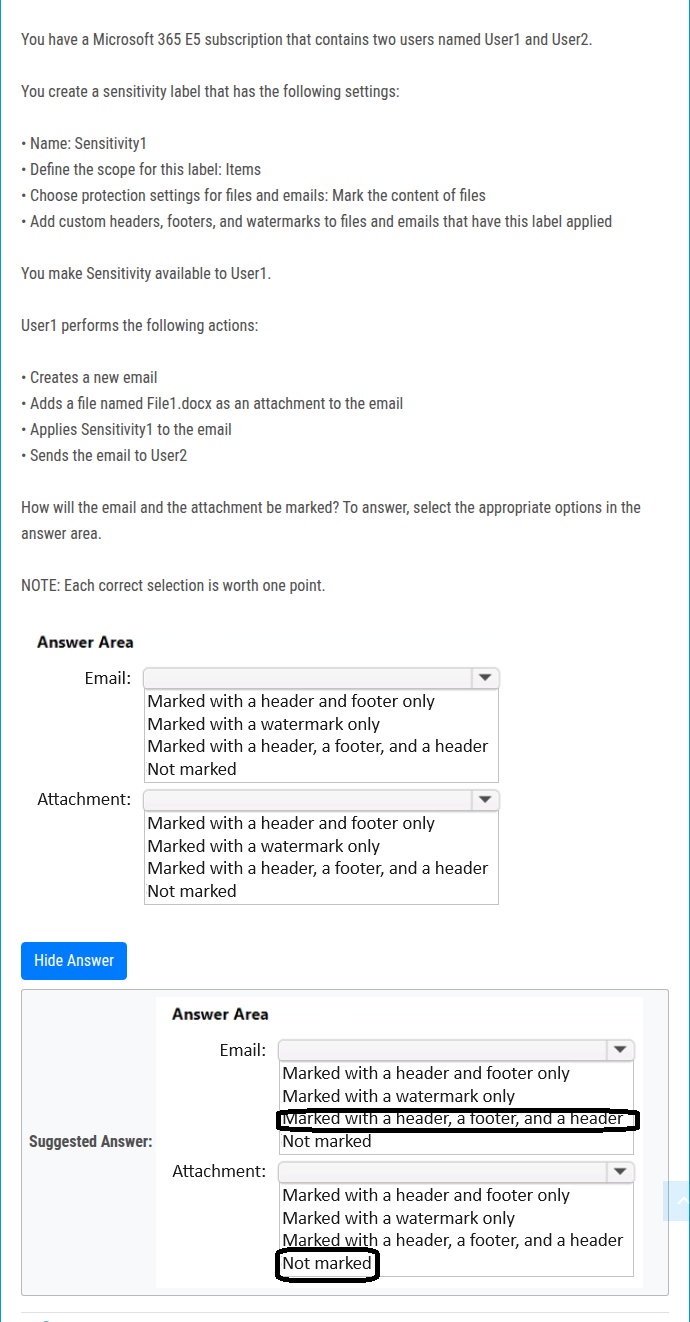 You have a Microsoft 365 E5 subscription that contains two users named User1 and User2.
You create a sensitivity label that has the following settings:
• Name: Sensitivity1
• Define the scope for this label: Items
• Choose protection settings for files and emails: Mark the content of files
• Add custom headers, footers, and watermarks to files and emails that have this label applied
You make Sensitivity available to User1.
User1 performs the following actions:
• Creates a new email
• Adds a file named File1.docx as an attachment to the email
• Applies Sensitivity1 to the email
• Sends the email to User2
How will the email and the attachment be marked? To answer, select the appropriate options in the
answer area.
NOTE: Each correct selection is worth one point.
Answer Area
Email:
Marked with a header and footer only
Marked with a watermark only
Marked with a header, a footer, and a header
Not marked
Attachment:
Marked with a header and footer only
Marked with a watermark only
Marked with a header, a footer, and a header
Not marked
Hide Answer
Suggested Answer:
Answer Area
Email:
Marked with a header and footer only
Marked with a watermark only
Marked with a header, a footer, and a header
Not marked
Attachment:
Marked with a header and footer only
Marked with a watermark only
Marked with a header, a footer, and a header
Not marked